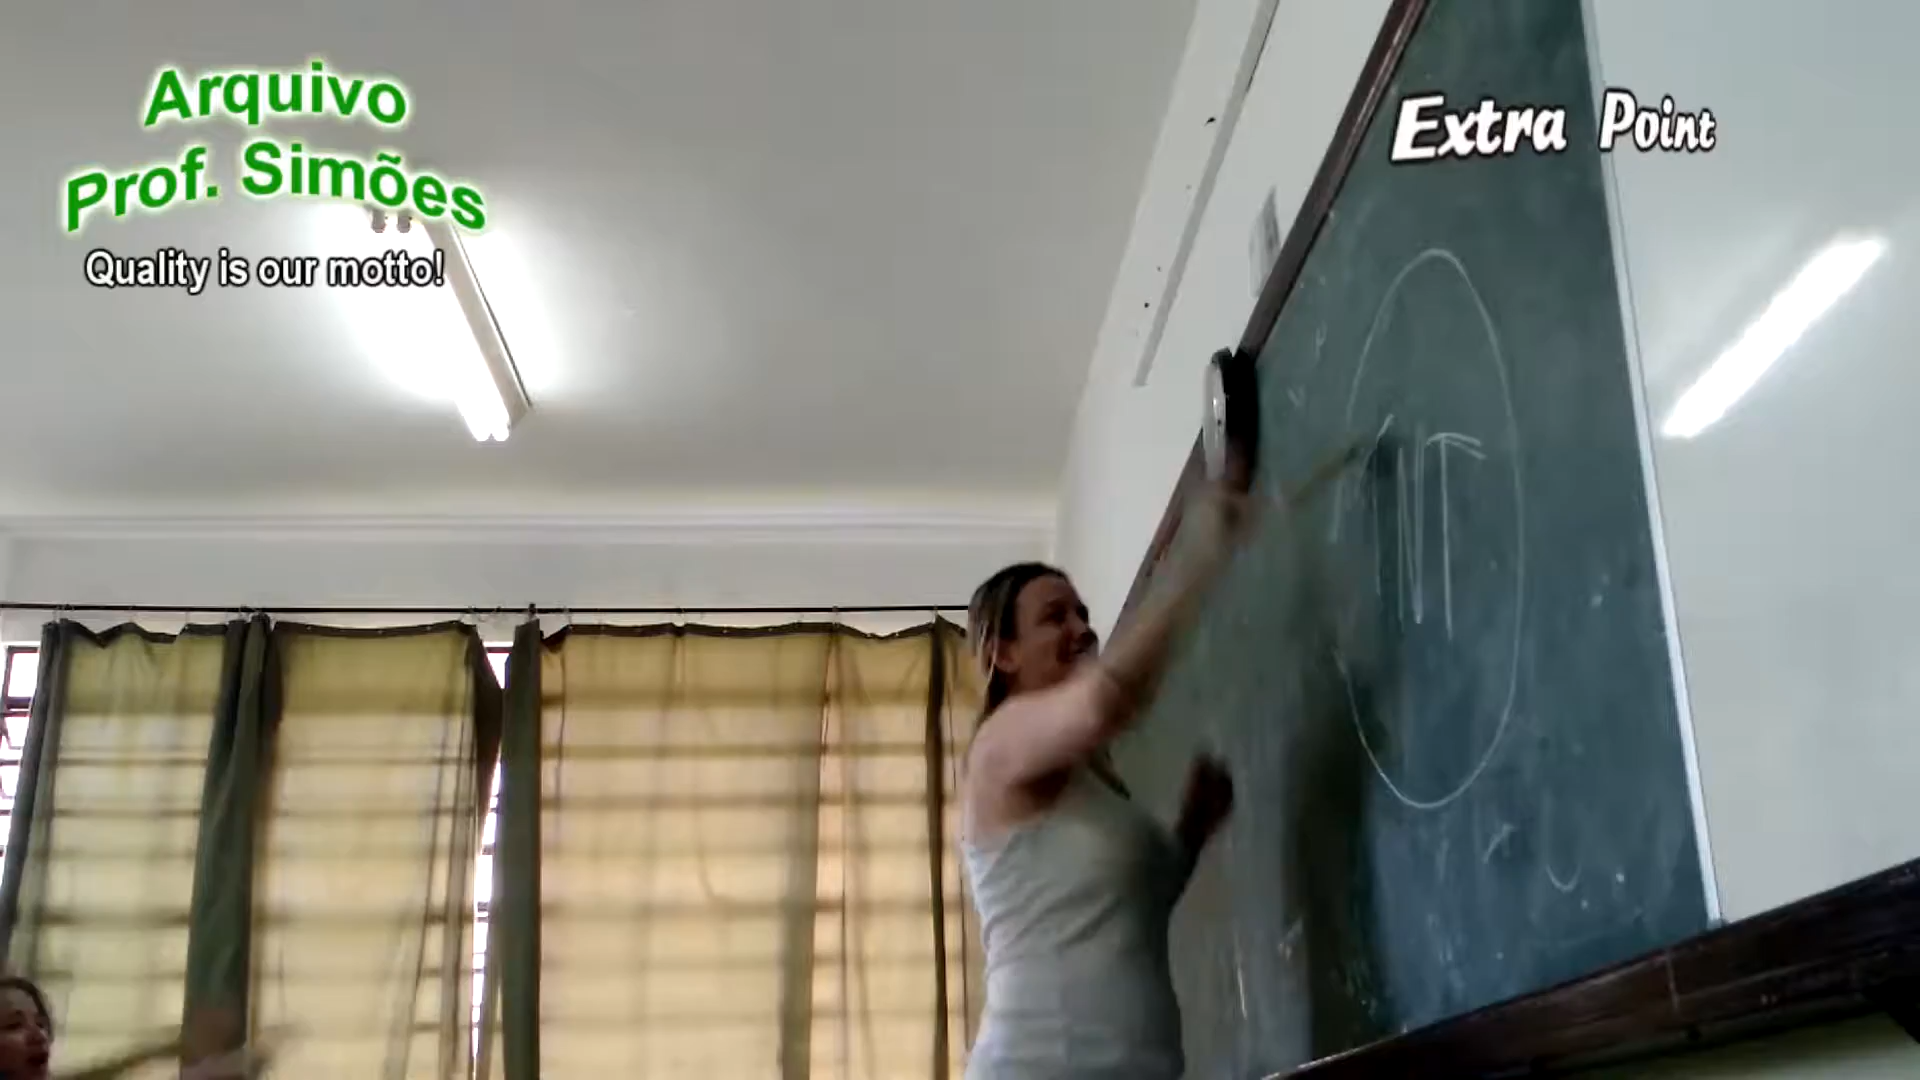 Arquivo
Prof. Simões
Quality is our motto!
Extra Point